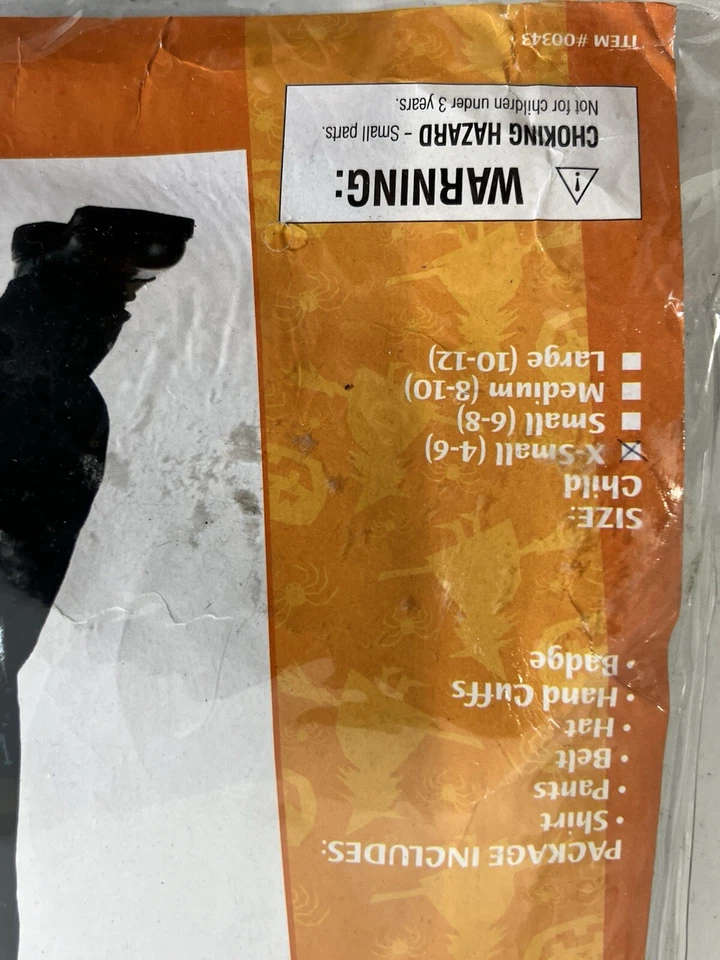 PACKAGE INCLUDES:
• Shirt
• Pants
• Belt
• Hat
• Hand Cuffs
• Badge
SIZE:
Child
X-Small (4-6)
Small (6-8)
Medium (8-10)
Large (10-12)
WARNING:
CHOKING HAZARD - Small parts.
Not for children under 3 years.
ITEM #00343